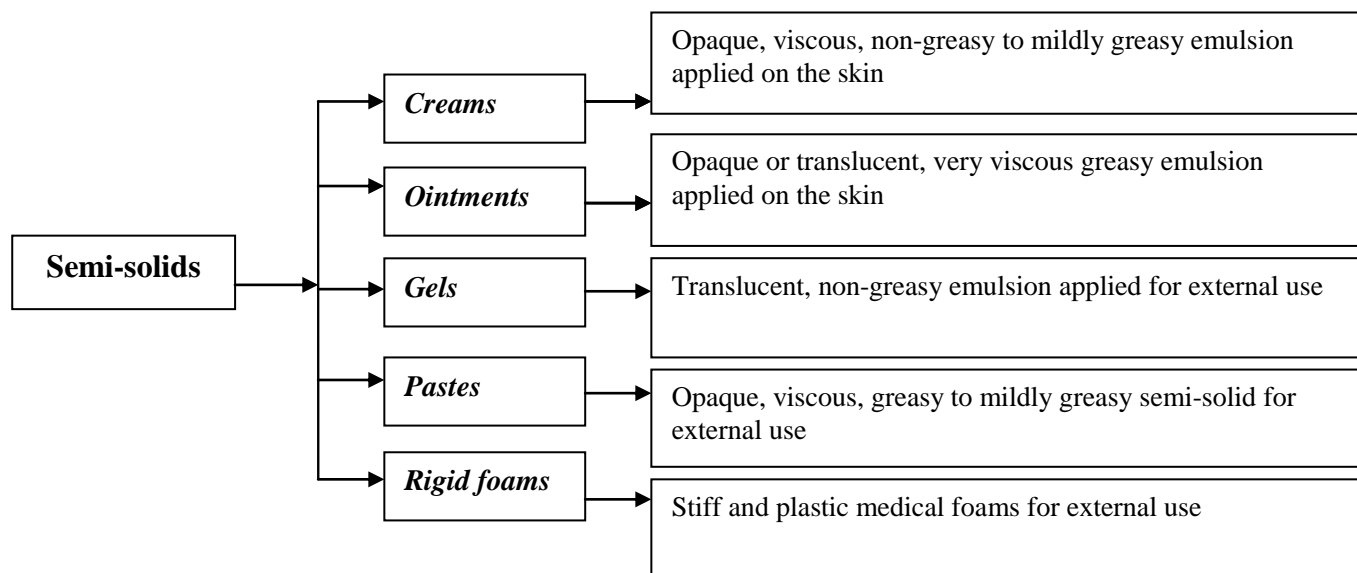 Semi-solids
Creams
Opaque, viscous, non-greasy to mildly greasy emulsion
applied on the skin
Ointments
Opaque or translucent, very viscous greasy emulsion
applied on the skin
Gels
Translucent, non-greasy emulsion applied for external use
Pastes
Opaque, viscous, greasy to mildly greasy semi-solid for
external use
Rigid foams
Stiff and plastic medical foams for external use